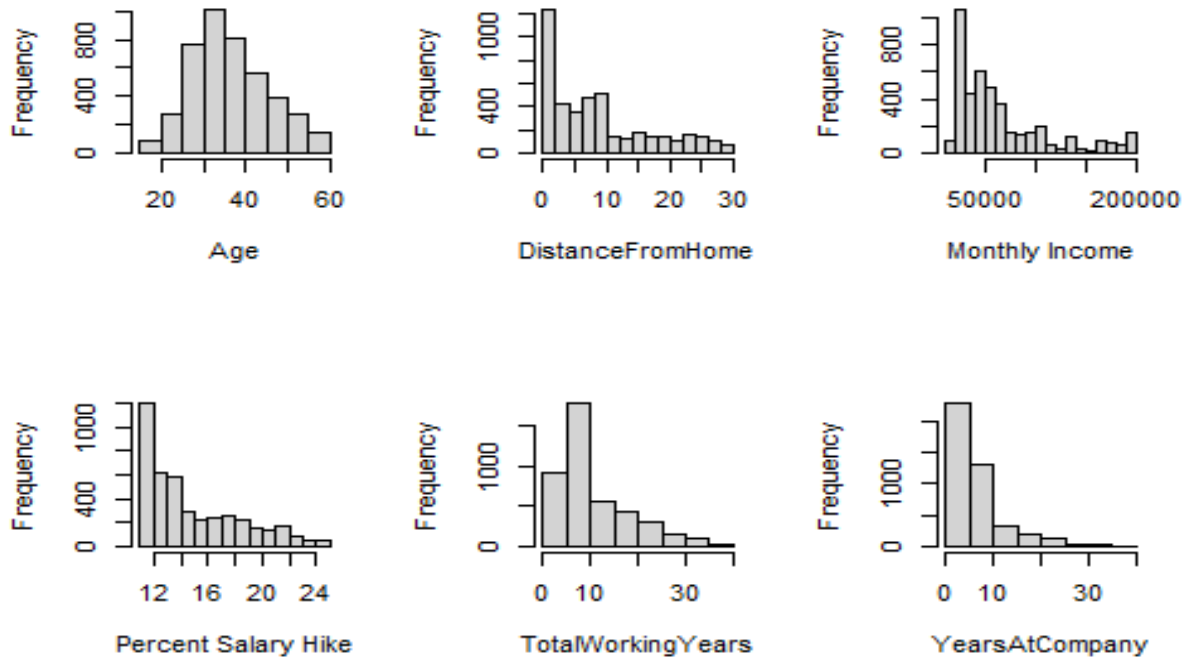 Frequency
0 400 800
20 40 60
Age
Frequency
0 400 1000
0 10 20 30
DistanceFromHome
Frequency
0 400 800
50000 200000
Monthly Income
Frequency
0 400 1000
12 16 20 24
Percent Salary Hike
Frequency
0 1000
0 10 30
TotalWorkingYears
Frequency
0 1000
0 10 30
YearsAtCompany